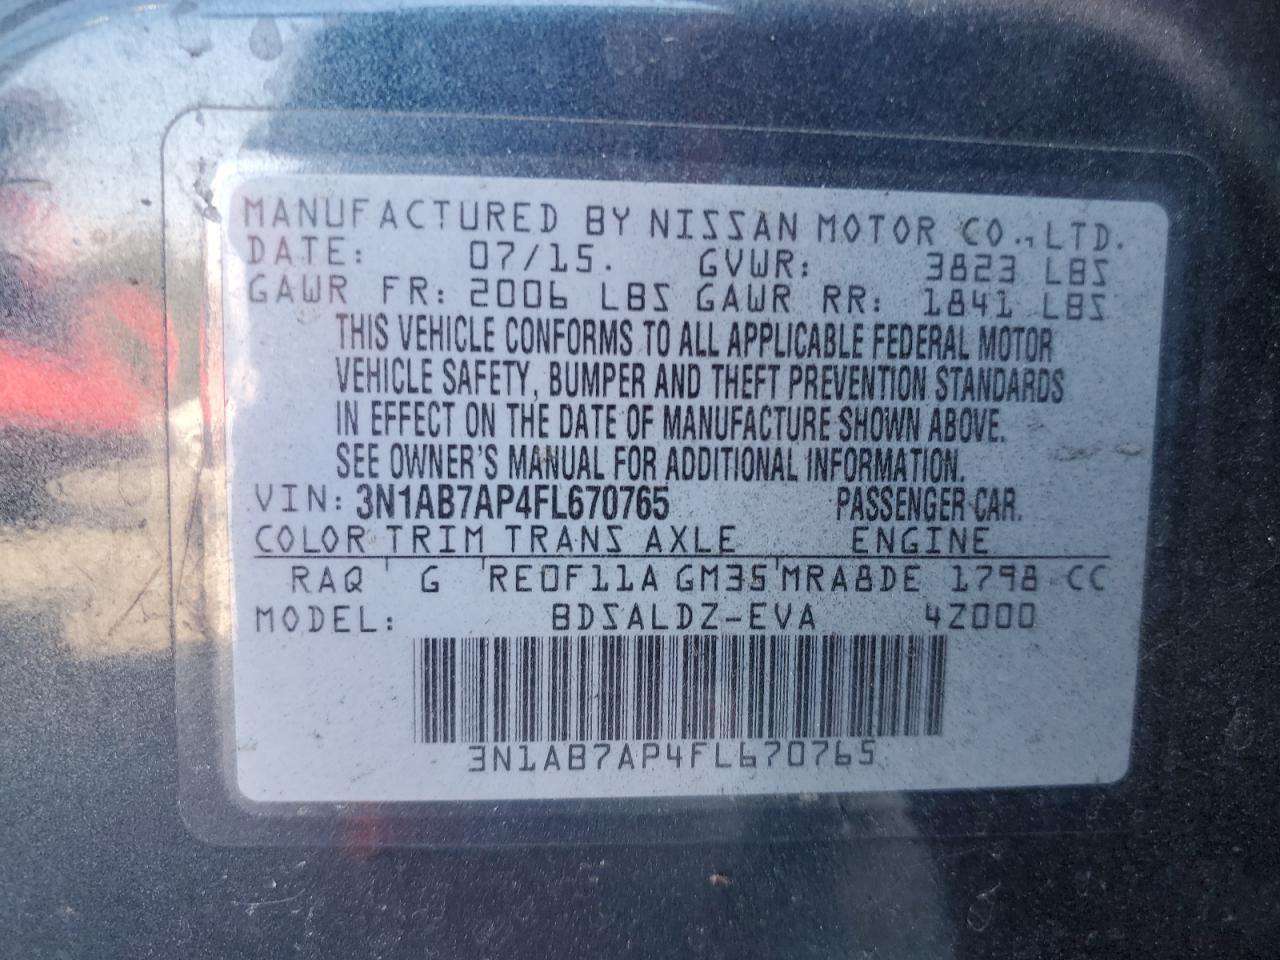 MANUFACTURED BY NISSAN MOTOR CO., LTD.
DATE: 07/15. GVWR: 3823 LBS
GAWR FR: 2006 LBS GAWR RR: 1841 LBS
THIS VEHICLE CONFORMS TO ALL APPLICABLE FEDERAL MOTOR
VEHICLE SAFETY, BUMPER AND THEFT PREVENTION STANDARDS
IN EFFECT ON THE DATE OF MANUFACTURE SHOWN ABOVE.
SEE OWNER'S MANUAL FOR ADDITIONAL INFORMATION.
VIN: 3N1AB7AP4FL670765 PASSENGER CAR.
COLOR TRIM TRANS AXLE ENGINE
RAQ ' G ' RE0F11A GM35 ' MRA8DE 1798 CC
MODEL: BDSALDZ-EVA 4Z000
3N1AB7AP4FL670765